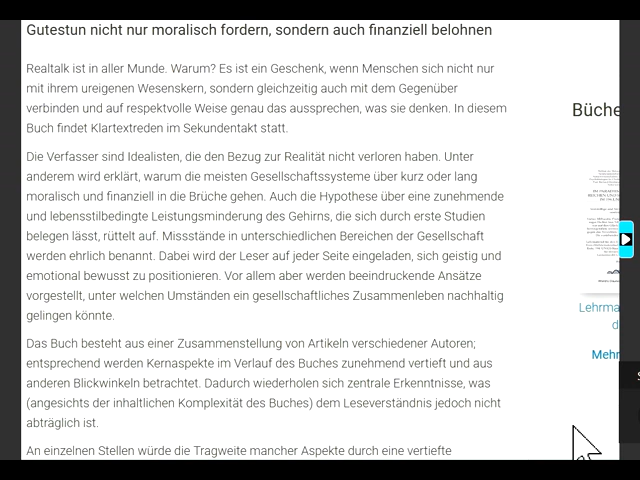 Gutestun nicht nur moralisch fordern, sondern auch finanziell belohnen
Realtalk ist in aller Munde. Warum? Es ist ein Geschenk, wenn Menschen sich nicht nur
mit ihrem ureigenen Wesenskern, sondern gleichzeitig auch mit dem Gegenüber
verbinden und auf respektvolle Weise genau das aussprechen, was sie denken. In diesem
Buch findet Klartextreden im Sekundentakt statt.
Die Verfasser sind Idealisten, die den Bezug zur Realität nicht verloren haben. Unter
anderem wird erklärt, warum die meisten Gesellschaftssysteme über kurz oder lang
moralisch und finanziell in die Brüche gehen. Auch die Hypothese über eine zunehmende
und lebensstilbedingte Leistungsminderung des Gehirns, die sich durch erste Studien
belegen lässt, rüttelt auf. Missstände in unterschiedlichen Bereichen der Gesellschaft
werden ehrlich benannt. Dabei wird der Leser auf jeder Seite eingeladen, sich geistig und
emotional bewusst zu positionieren. Vor allem aber werden beeindruckende Ansätze
vorgestellt, unter welchen Umständen ein gesellschaftliches Zusammenleben nachhaltig
gelingen könnte.
Das Buch besteht aus einer Zusammenstellung von Artikeln verschiedener Autoren;
entsprechend werden Kernaspekte im Verlauf des Buches zunehmend vertieft und aus
anderen Blickwinkeln betrachtet. Dadurch wiederholen sich zentrale Erkenntnisse, was
(angesichts der inhaltlichen Komplexität des Buches) dem Leseverständnis jedoch nicht
abträglich ist.
An einzelnen Stellen würde die Tragweite mancher Aspekte durch eine vertiefte
Büche
Lehrma
d
Mehr